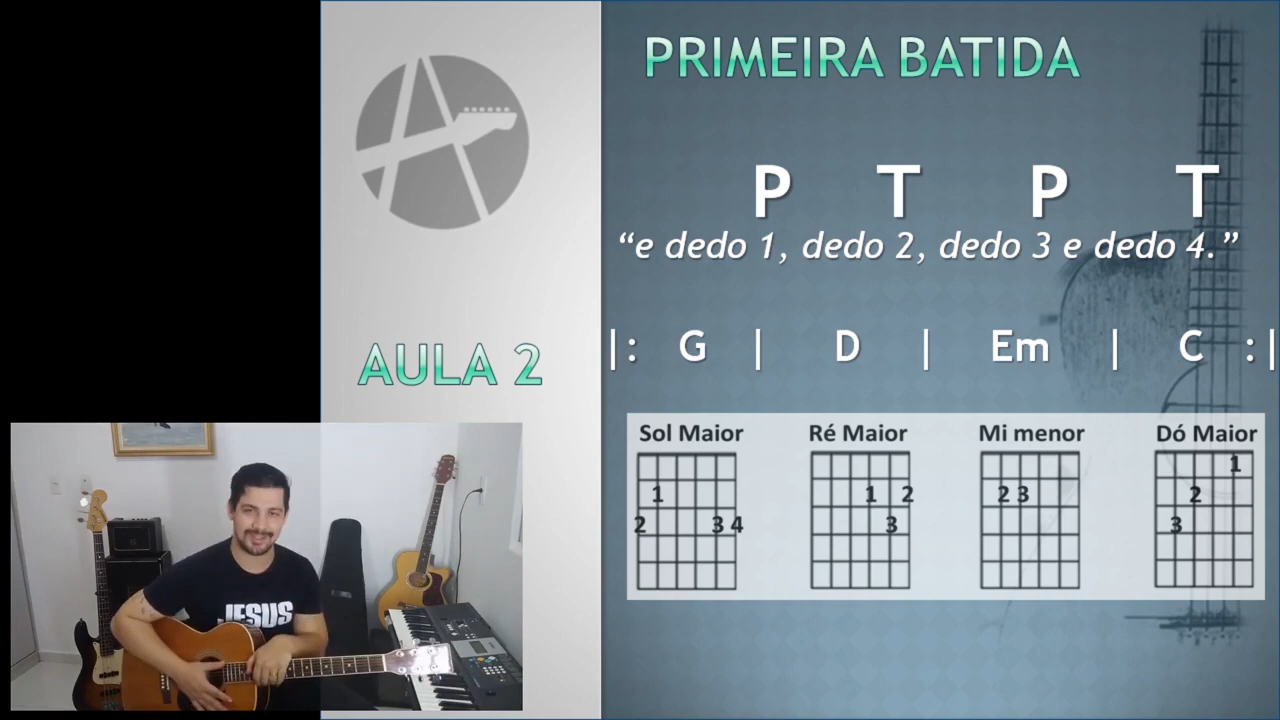 PRIMEIRA BATIDA
P T P T
“e dedo 1, dedo 2, dedo 3 e dedo 4.”
|: G | D | Em | C :|
AULA 2
Sol Maior Ré Maior Mi menor Dó Maior
1
1 1 2 2 3 2
2 3 4 3 3
JESUS